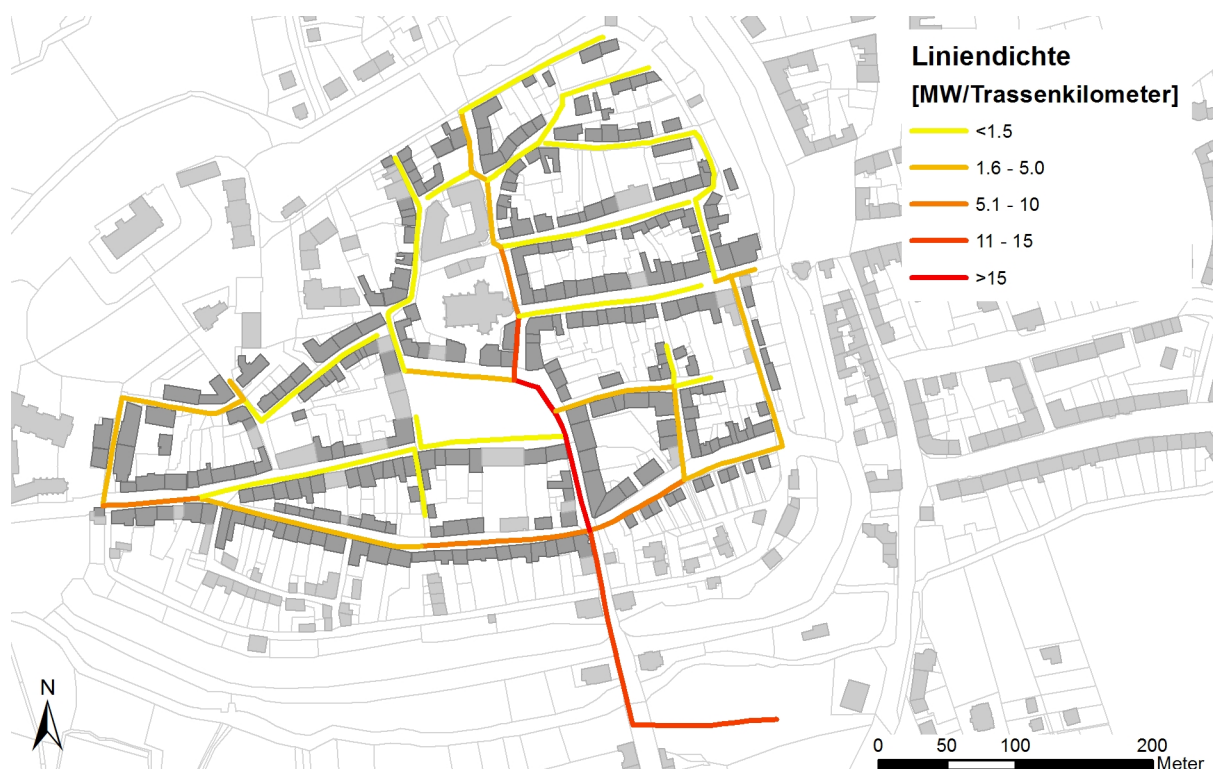 Liniendichte
[MW/Trassenkilometer]
<1.5
1.6 - 5.0
5.1 - 10
11 - 15
>15
N
0 50 100 200
Meter